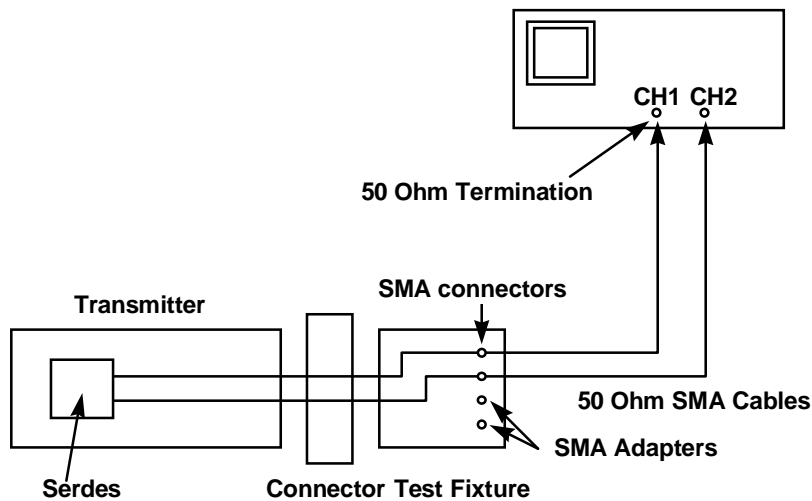 CH1 CH2
50 Ohm Termination
SMA connectors
Transmitter
50 Ohm SMA Cables
SMA Adapters
Serdes
Connector Test Fixture